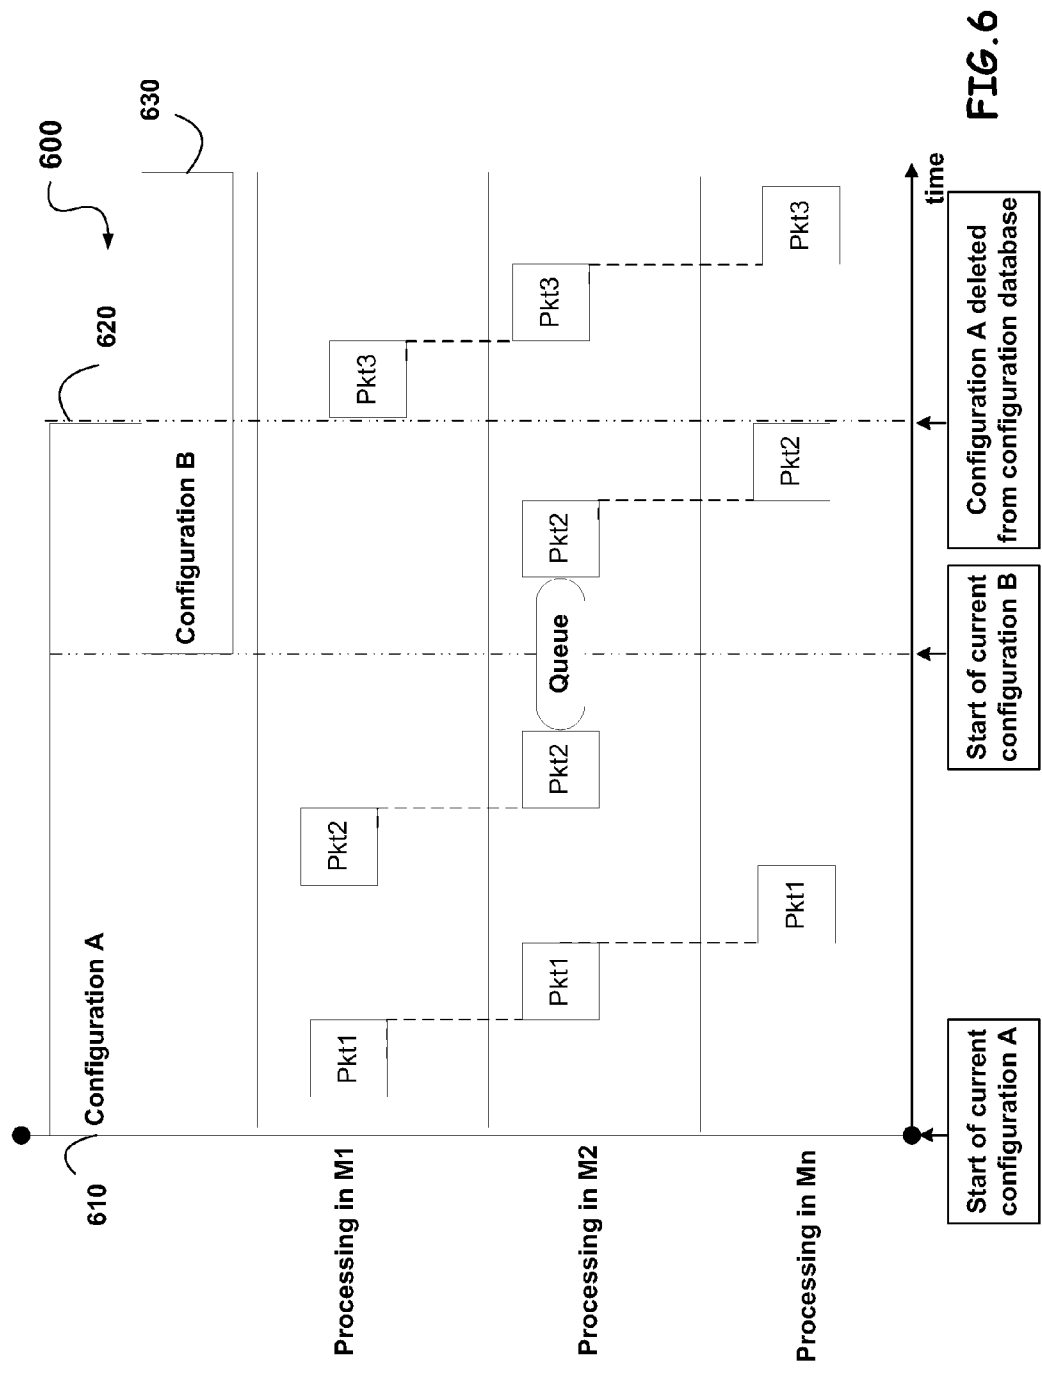 600
610
620
630
Configuration A
Configuration B
Processing in M1
Pkt1
Pkt2
Pkt3
Processing in M2
Pkt1
Pkt2
Queue
Pkt2
Pkt3
Processing in Mn
Pkt1
Pkt2
Pkt3
time
Start of current
configuration A
Start of current
configuration B
Configuration A deleted
from configuration database
FIG.6